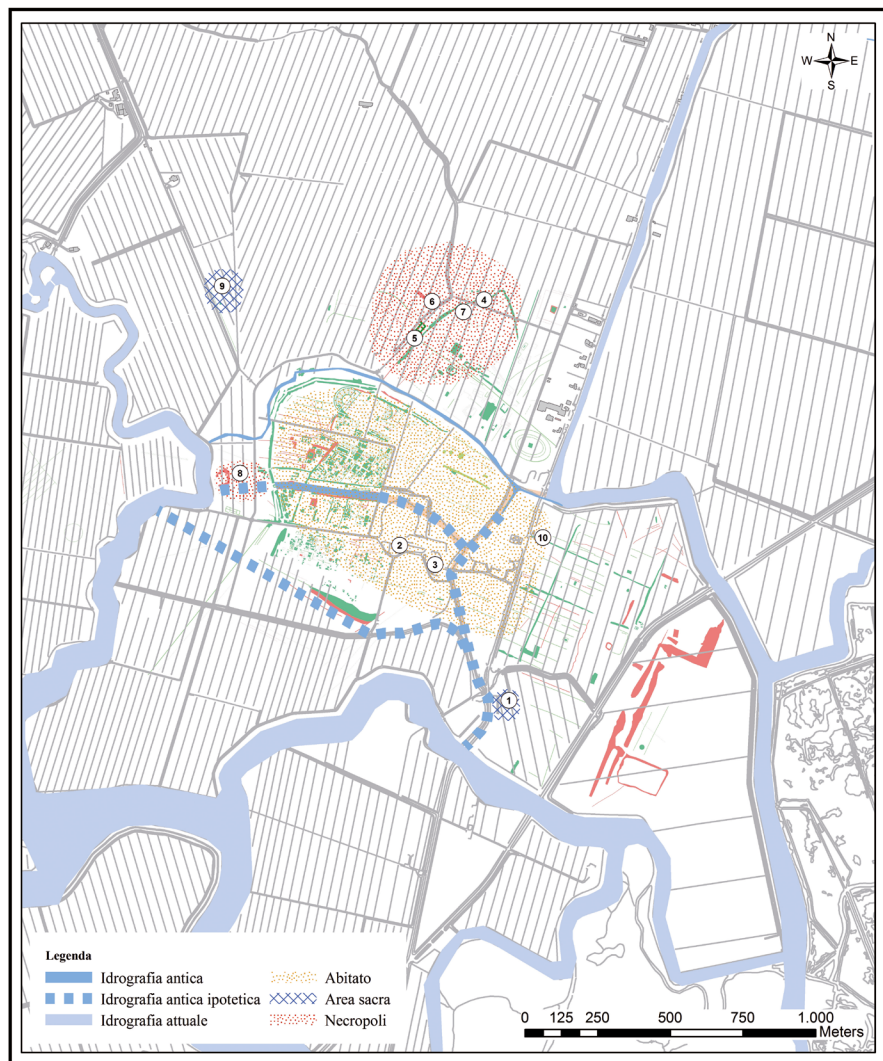 N
W E
S
9
6
4
7
5
8
2
3
10
1
Legenda
Idrografia antica
Idrografia antica ipotetica
Idrografia attuale
Abitato
Area sacra
Necropoli
0 125 250 500 750 1.000
Meters